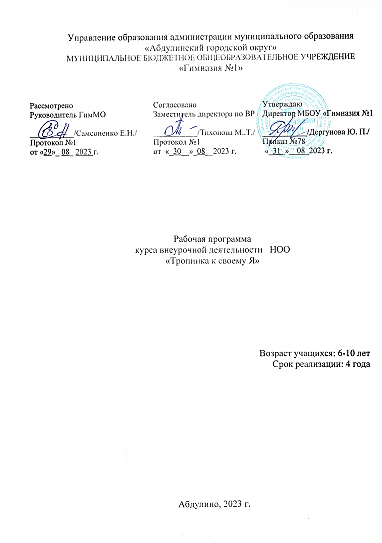 Управление образования администрации муниципального образования
«Абдулинский городской округ»
МУНИЦИПАЛЬНОЕ БЮДЖЕТНОЕ ОБЩЕОБРАЗОВАТЕЛЬНОЕ УЧРЕЖДЕНИЕ
«Гимназия №1»
Рассмотрено
Руководитель ГимМО
/Самсоненко Е.Н./
Протокол №1
от «29» 08 2023 г.
Согласовано
Заместитель директора по ВР
/Тихонова М..Т./
Протокол №1
от « 30 » 08 2023 г.
Утверждаю
Директор МБОУ «Гимназия №1
/Дергунова Ю. П./
Приказ №78
« 31 » 08 2023 г.
Рабочая программа
курса внеурочной деятельности НОО
«Тропинка к своему Я»
Возраст учащихся: 6-10 лет
Срок реализации: 4 года
Абдулино, 2023 г.